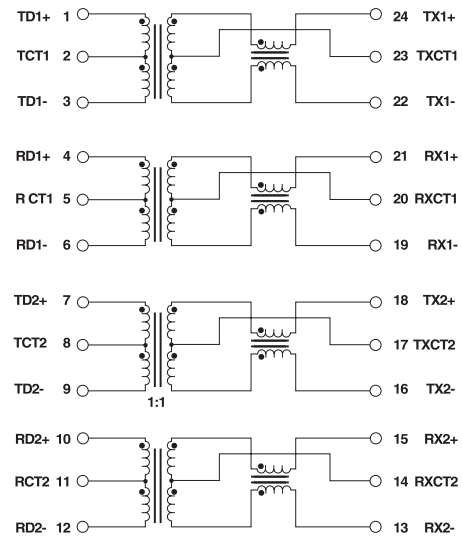 TD1+ 1 24 TX1+
TCT1 2 23 TXCT1
TD1- 3 22 TX1-
RD1+ 4 21 RX1+
R CT1 5 20 RXCT1
RD1- 6 19 RX1-
TD2+ 7 18 TX2+
TCT2 8 17 TXCT2
TD2- 9 16 TX2-
1:1
RD2+ 10 15 RX2+
RCT2 11 14 RXCT2
RD2- 12 13 RX2-